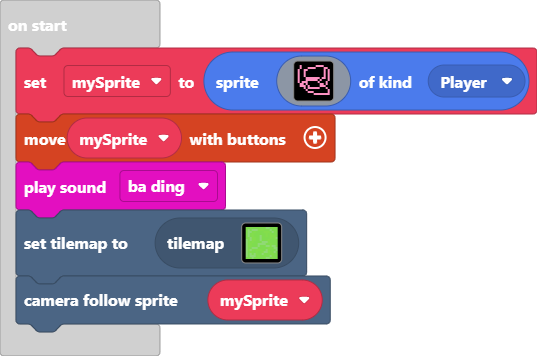 on start
set mySprite to sprite of kind Player
move mySprite with buttons
play sound ba ding
set tilemap to tilemap
camera follow sprite mySprite